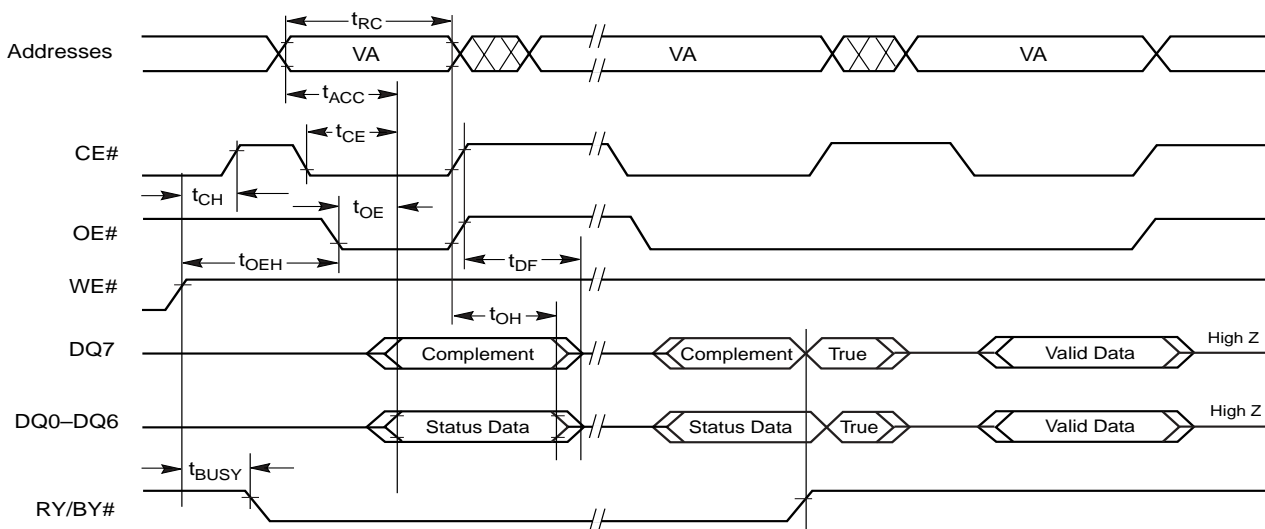 tRC
Addresses VA VA VA
tACC
tCE
CE#
tCH tOE
OE#
tOEH tDF
WE#
tOH
DQ7 Complement Complement True Valid Data High Z
DQ0–DQ6 Status Data Status Data True Valid Data High Z
tBUSY
RY/BY#